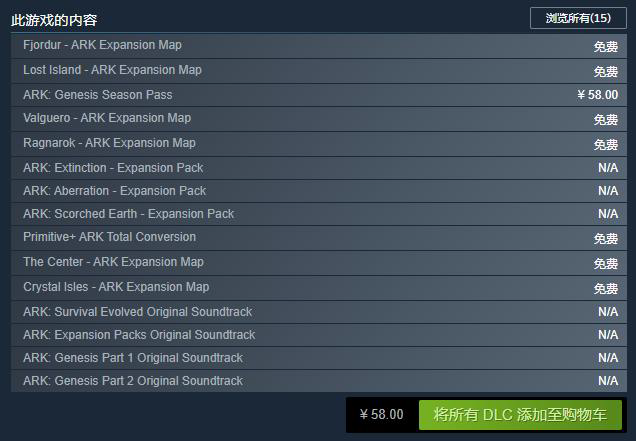 此游戏的内容 浏览所有(15)
Fjordur - ARK Expansion Map 免费
Lost Island - ARK Expansion Map 免费
ARK: Genesis Season Pass ¥ 58.00
Valguero - ARK Expansion Map 免费
Ragnarok - ARK Expansion Map 免费
ARK: Extinction - Expansion Pack N/A
ARK: Aberration - Expansion Pack N/A
ARK: Scorched Earth - Expansion Pack N/A
Primitive+ ARK Total Conversion 免费
The Center - ARK Expansion Map 免费
Crystal Isles - ARK Expansion Map 免费
ARK: Survival Evolved Original Soundtrack N/A
ARK: Expansion Packs Original Soundtrack N/A
ARK: Genesis Part 1 Original Soundtrack N/A
ARK: Genesis Part 2 Original Soundtrack N/A
¥ 58.00 将所有 DLC 添加至购物车